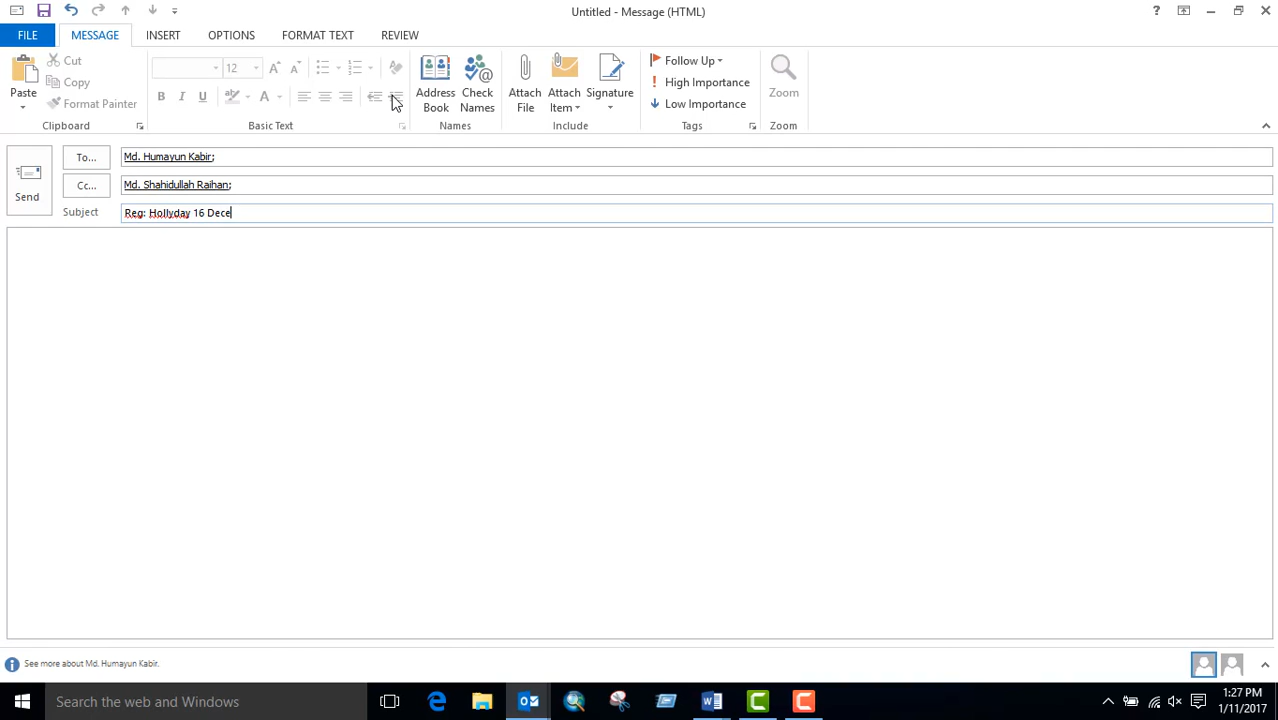 Untitled - Message (HTML)
?
FILE
MESSAGE
INSERT
OPTIONS
FORMAT TEXT
REVIEW
Paste
Cut
Copy
Format Painter
Clipboard
12
B I U
A
Basic Text
Address Book
Check Names
Names
Attach File
Attach Item
Signature
Include
Follow Up
High Importance
Low Importance
Tags
Zoom
Zoom
Send
To...
Md. Humayun Kabir;
Cc...
Md. Shahidullah Raihan;
Subject
Reg: Hollyday 16 Dece
See more about Md. Humayun Kabir.
Search the web and Windows
1:27 PM
1/11/2017